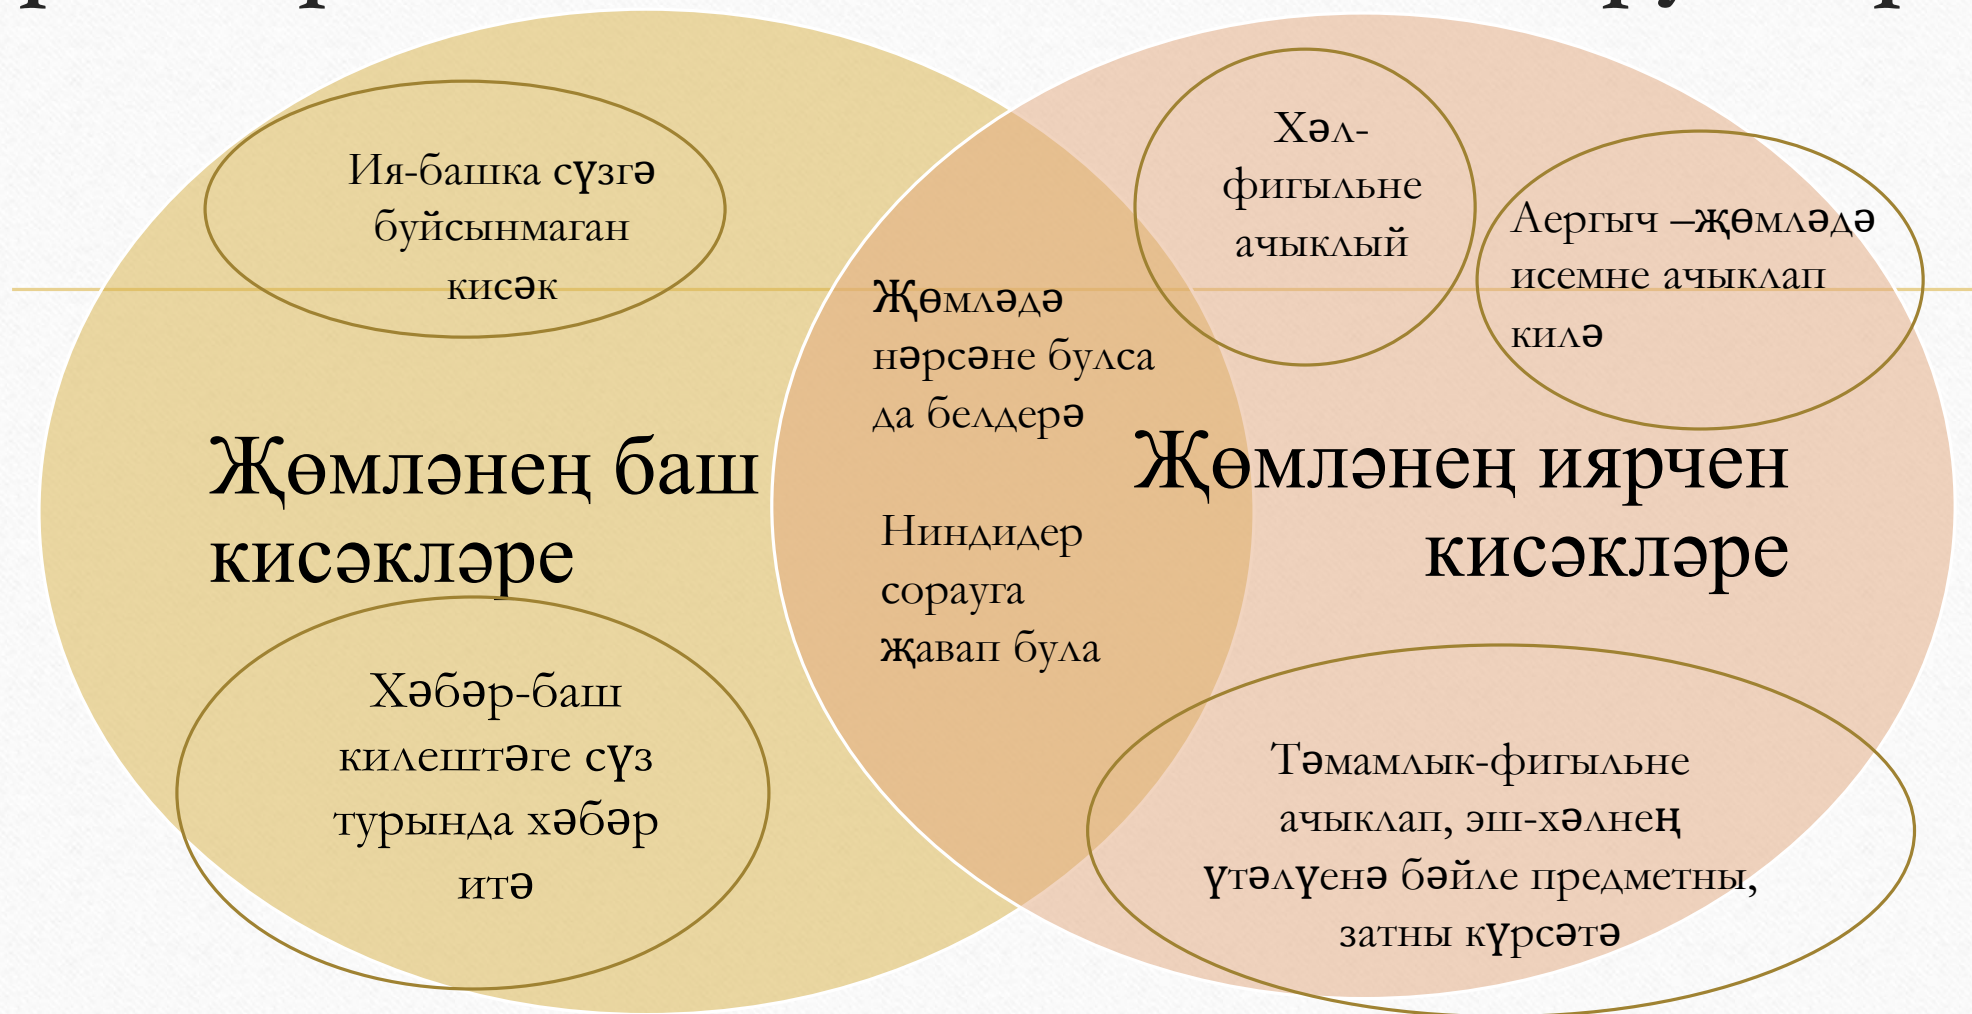 Ия-башка сүзгә
буйсынмаган
кисәк
Җөмләнең баш
кисәкләре
Хәбәр-баш
килештәге сүз
турында хәбәр
итә
Җөмләдә
нәрсәне булса
да белдерә
Ниндидер
сорауга
җавап була
Хәл-
фигыльне
ачыклый
Аергыч –җөмләдә
исемне ачыклап
килә
Җөмләнең иярчен
кисәкләре
Тәмамлык-фигыльне
ачыклап, эш-хәлнең
үтәлүенә бәйле предметны,
затны күрсәтә